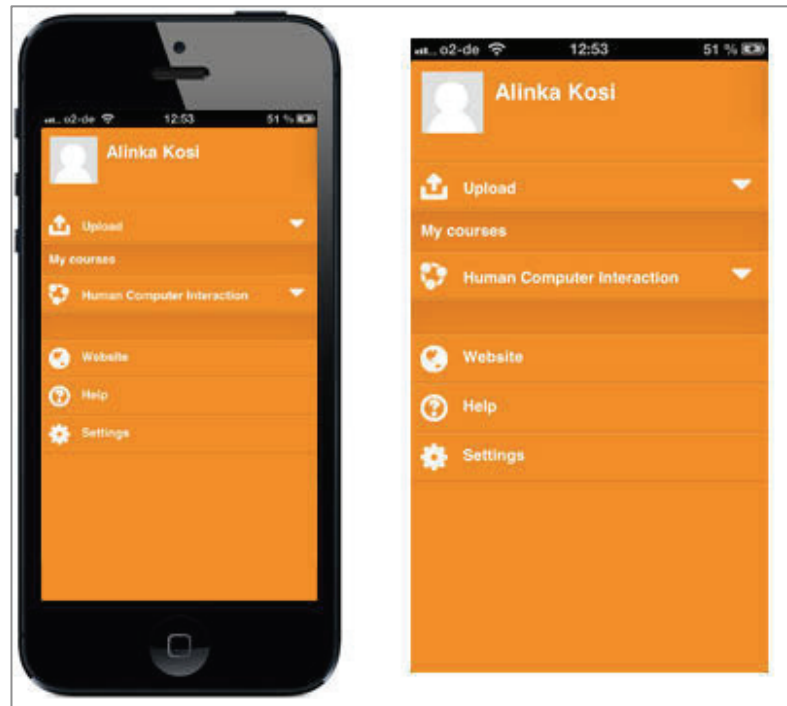 o2-de 12:53 51 %
Alinka Kosi
Upload
My courses
Human Computer Interaction
Website
Help
Settings
o2-de 12:53 51 %
Alinka Kosi
Upload
My courses
Human Computer Interaction
Website
Help
Settings